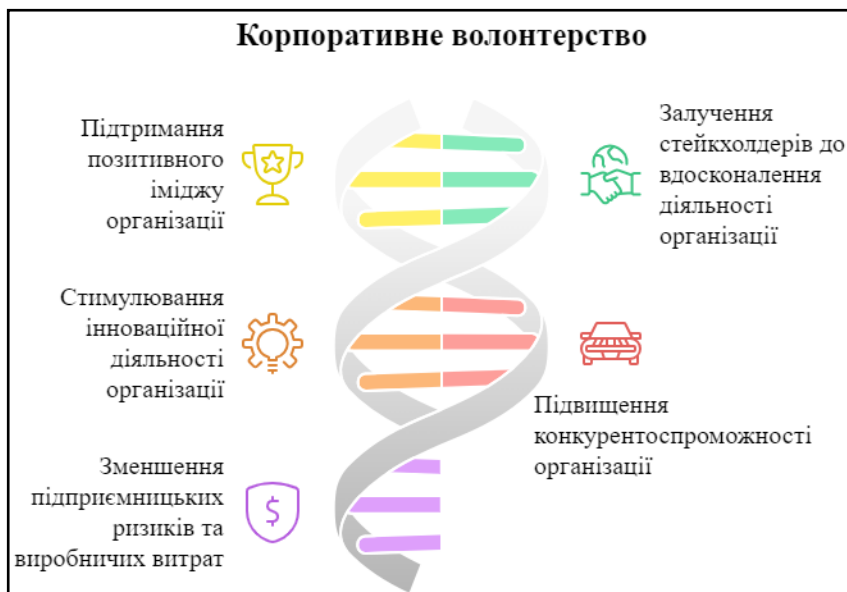 Корпоративне волонтерство
Підтримання
позитивного
іміджу
організації
Залучення
стейкхолдерів до
вдосконалення
діяльності
організації
Стимулювання
інноваційної
діяльності
організації
Підвищення
конкурентоспроможності
організації
Зменшення
підприємницьких
ризиків та
виробничих витрат
$